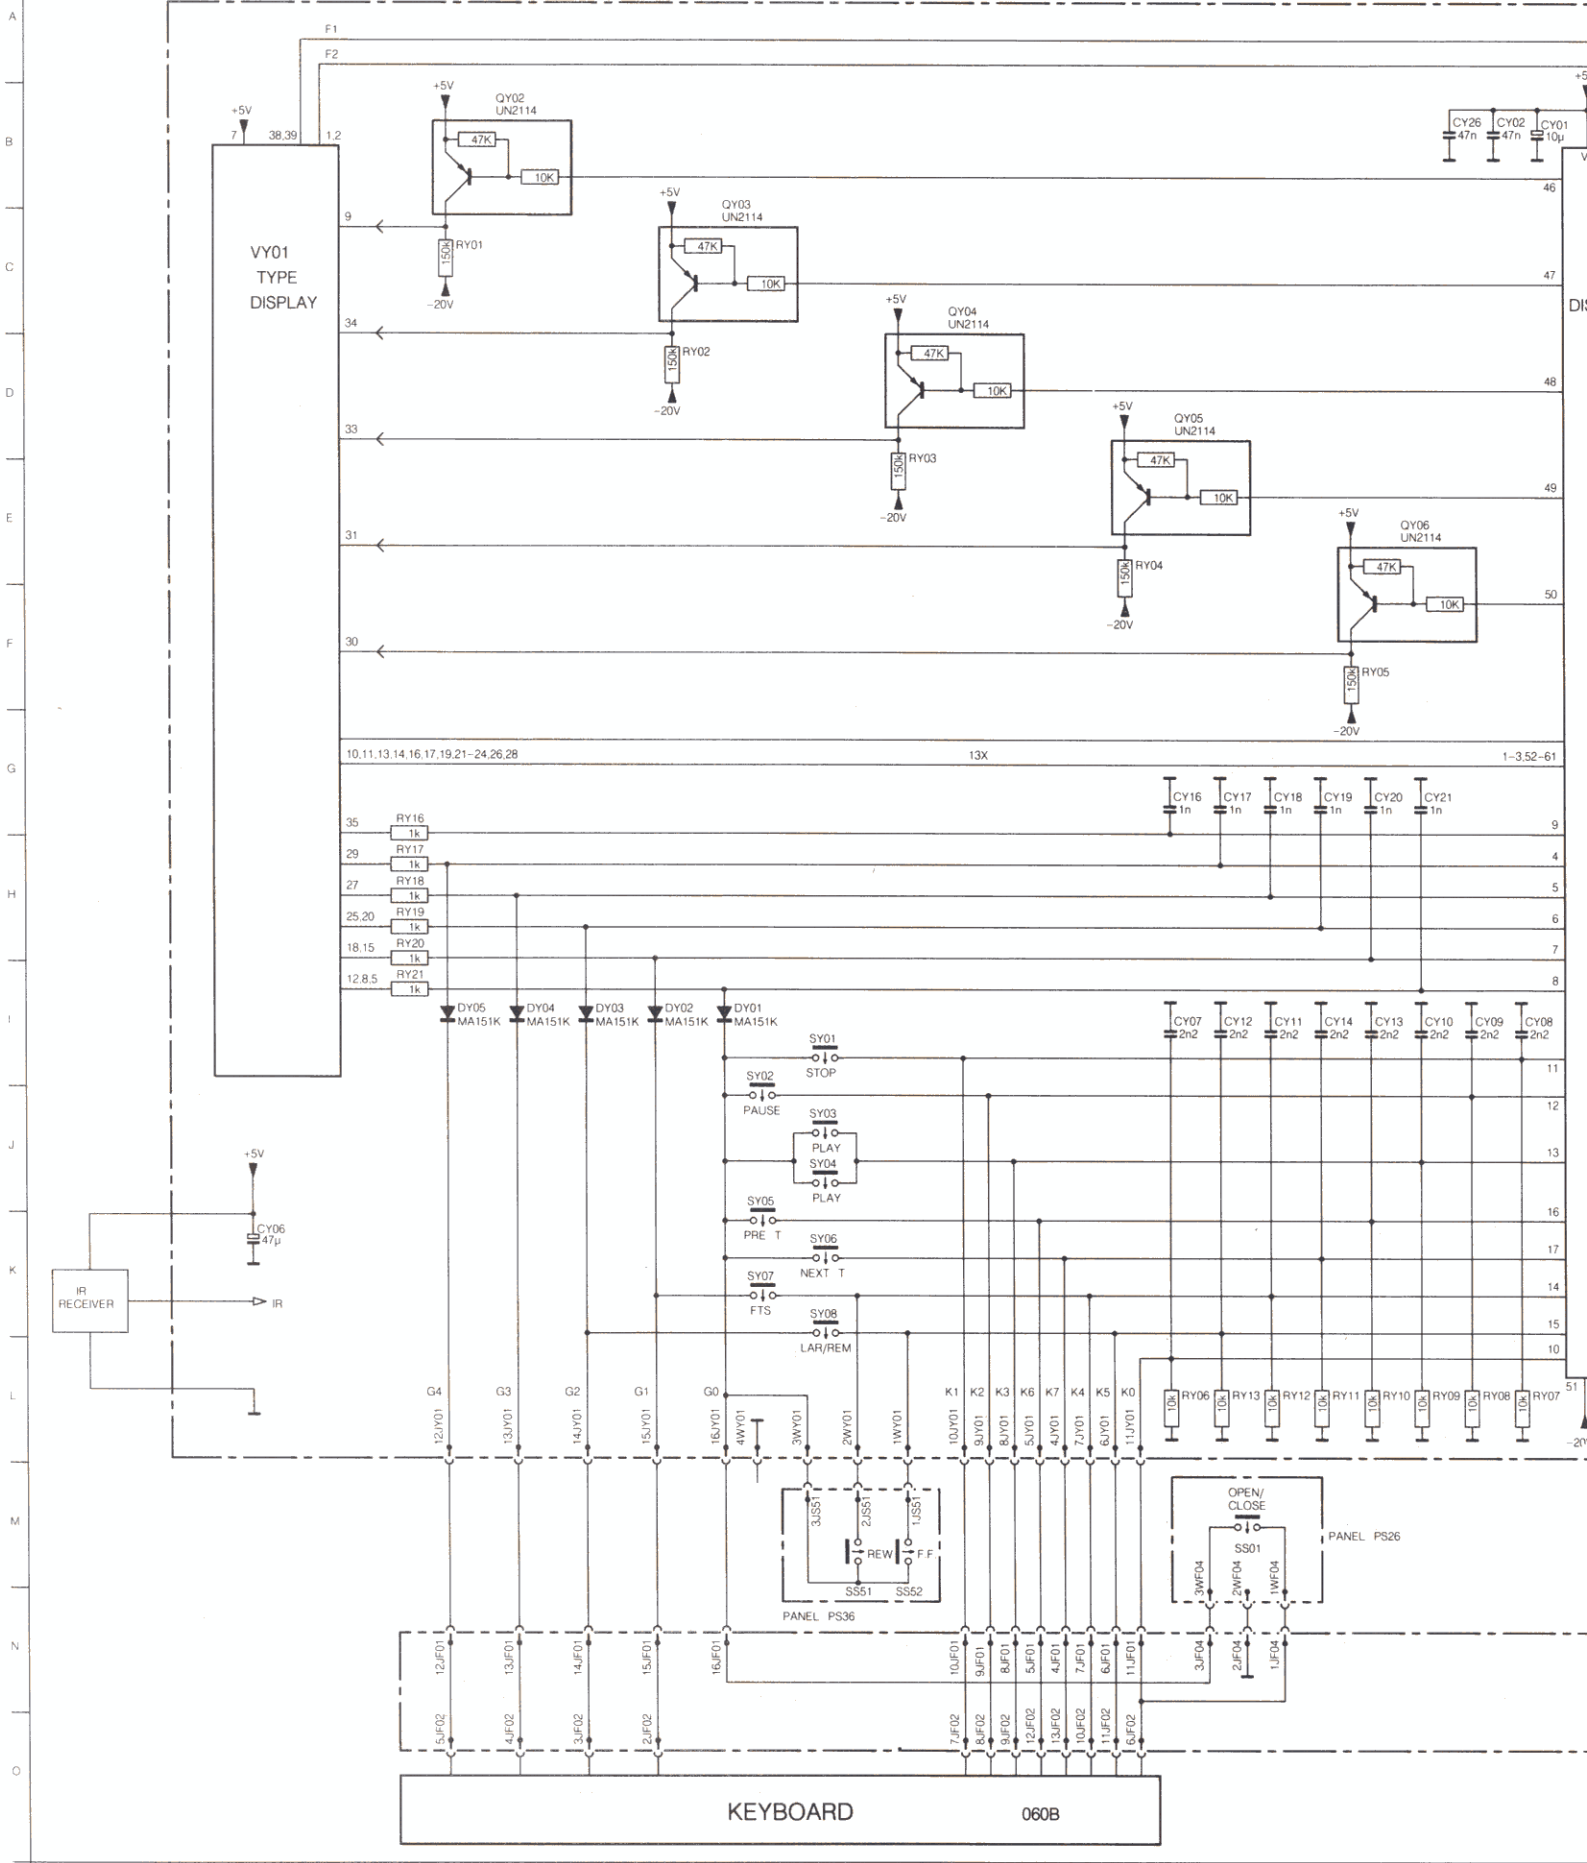 A
B
C
D
E
F
G
H
I
J
K
L
M
N
O
F1
F2
+5V
7
38,39
1,2
VY01
TYPE
DISPLAY
+5V
QY02
UN2114
47K
10K
46
9
RY01
150k
-20V
+5V
QY03
UN2114
47K
10K
47
34
RY02
150k
-20V
+5V
QY04
UN2114
47K
10K
48
33
RY03
150k
-20V
+5V
QY05
UN2114
47K
10K
49
31
RY04
150k
-20V
+5V
QY06
UN2114
47K
10K
50
30
RY05
150k
-20V
CY26
47n
CY02
47n
CY01
10µ
10,11,13,14,16,17,19,21-24,26,28
13X
1-3,52-61
CY16
1n
CY17
1n
CY18
1n
CY19
1n
CY20
1n
CY21
1n
35
RY16
1k
9
29
RY17
1k
4
27
RY18
1k
5
25,20
RY19
1k
6
18,15
RY20
1k
7
12,8,5
RY21
1k
8
DY05
MA151K
DY04
MA151K
DY03
MA151K
DY02
MA151K
DY01
MA151K
CY07
2n2
CY12
2n2
CY11
2n2
CY14
2n2
CY13
2n2
CY10
2n2
CY09
2n2
CY08
2n2
SY01
STOP
11
SY02
PAUSE
12
SY03
PLAY
SY04
PLAY
13
SY05
PRE T
16
SY06
NEXT T
17
SY07
FTS
14
SY08
LAR/REM
15
10
+5V
CY06
47µ
IR
RECEIVER
IR
G4
G3
G2
G1
G0
K1
K2
K3
K6
K7
K4
K5
K0
12JY01
13JY01
14JY01
15JY01
16JY01
4WY01
3WY01
2WY01
1WY01
10JY01
9JY01
8JY01
5JY01
4JY01
7JY01
6JY01
11JY01
10k
RY06
10k
RY13
10k
RY12
10k
RY11
10k
RY10
10k
RY09
10k
RY08
10k
RY07
51
3JS51
2JS51
1JS51
REW
F.F.
SS51
SS52
PANEL PS36
OPEN/
CLOSE
SS01
PANEL PS26
3WF04
2WF04
1WF04
12JF01
13JF01
14JF01
15JF01
16JF01
10JF01
9JF01
8JF01
5JF01
4JF01
7JF01
6JF01
11JF01
3JF04
2JF04
1JF04
5JF02
4JF02
3JF02
2JF02
7JF02
8JF02
9JF02
12JF02
13JF02
10JF02
11JF02
6JF02
KEYBOARD
060B